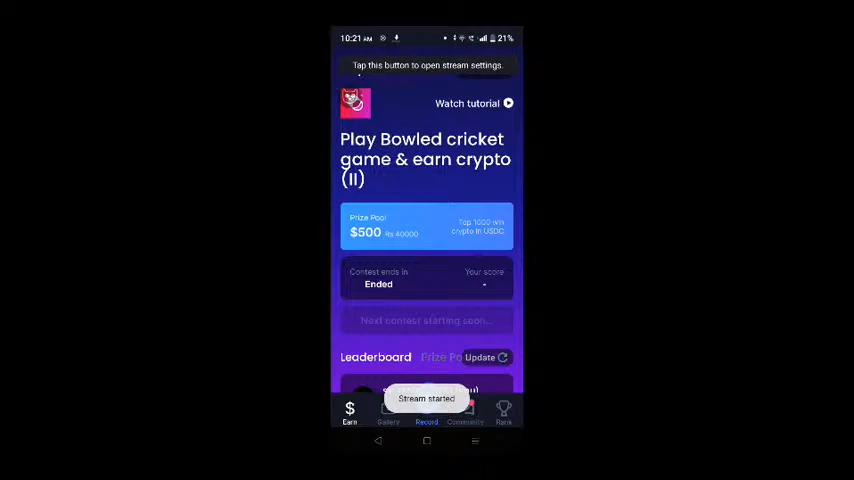 10:21 AM
21%
Tap this button to open stream settings.
Watch tutorial
Play Bowled cricket
game & earn crypto
(II)
Prize Pool
$500 Rs 40000
Top 1000 win
crypto in USDC
Contest ends in
Your score
Ended
-
Next contest starting soon...
Leaderboard
Update
Stream started
Earn
Gallery
Record
Community
Rank